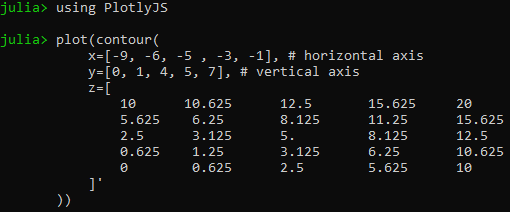 julia> using PlotlyJS
julia> plot(contour(
x=[-9, -6, -5 , -3, -1], # horizontal axis
y=[0, 1, 4, 5, 7], # vertical axis
z=[
10 10.625 12.5 15.625 20
5.625 6.25 8.125 11.25 15.625
2.5 3.125 5. 8.125 12.5
0.625 1.25 3.125 6.25 10.625
0 0.625 2.5 5.625 10
]'
))